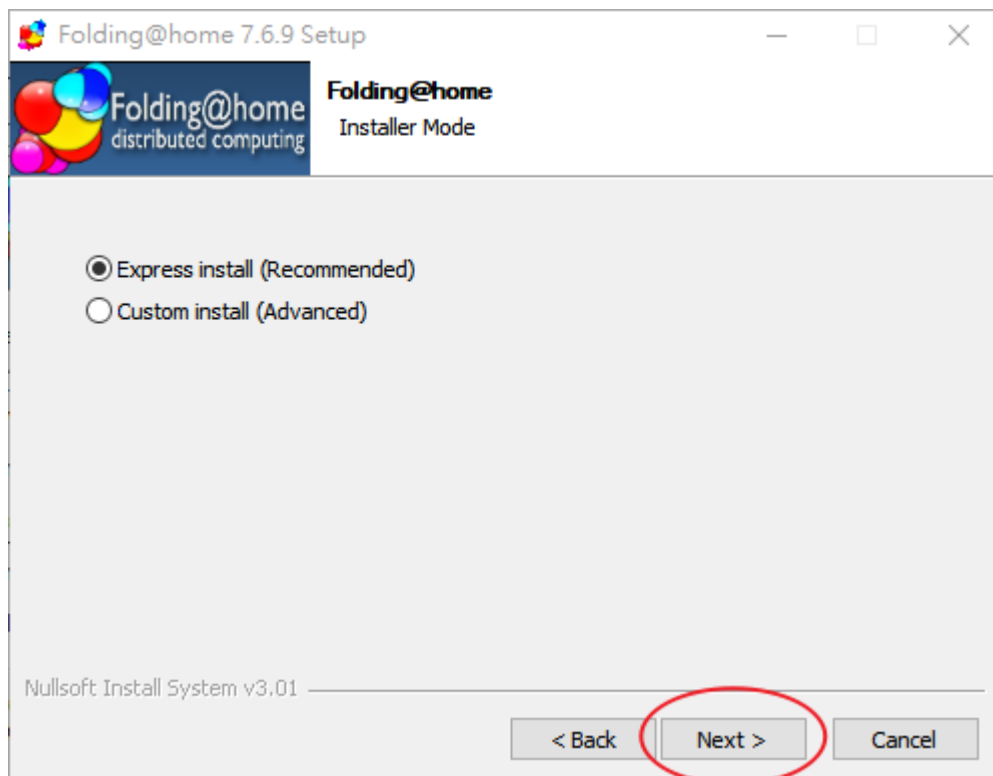 Folding@home 7.6.9 Setup
Folding@home
distributed computing
Folding@home
Installer Mode
Express install (Recommended)
Custom install (Advanced)
Nullsoft Install System v3.01
< Back
Next >
Cancel